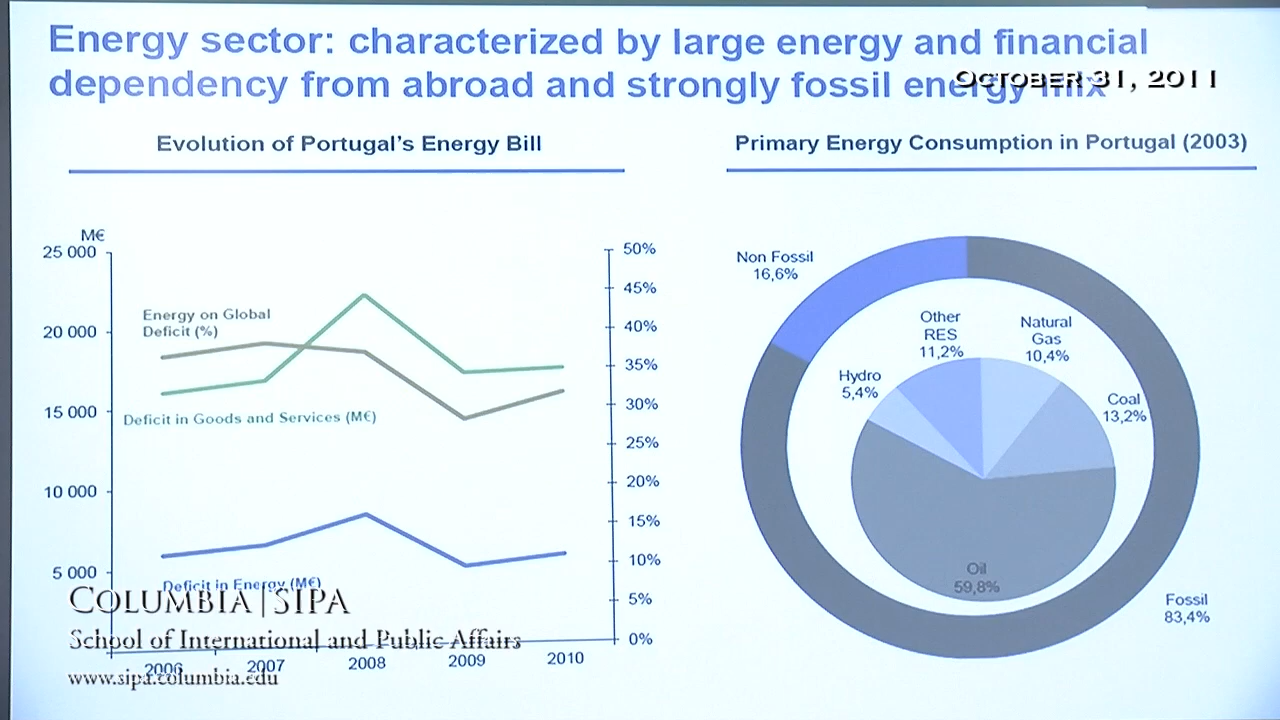 Energy sector: characterized by large energy and financial
dependency from abroad and strongly fossil energy mix
OCTOBER 31, 2011
Evolution of Portugal's Energy Bill
M€
25 000
20 000
15 000
10 000
5 000
50%
45%
40%
35%
30%
25%
20%
15%
10%
5%
0%
Energy on Global
Deficit (%)
Deficit in Goods and Services (M€)
Deficit in Energy (M€)
2006
2007
2008
2009
2010
Primary Energy Consumption in Portugal (2003)
Non Fossil
16,6%
Other
RES
11,2%
Natural
Gas
10,4%
Hydro
5,4%
Coal
13,2%
Oil
59,8%
Fossil
83,4%
COLUMBIA | SIPA
School of International and Public Affairs
www.sipa.columbia.edu